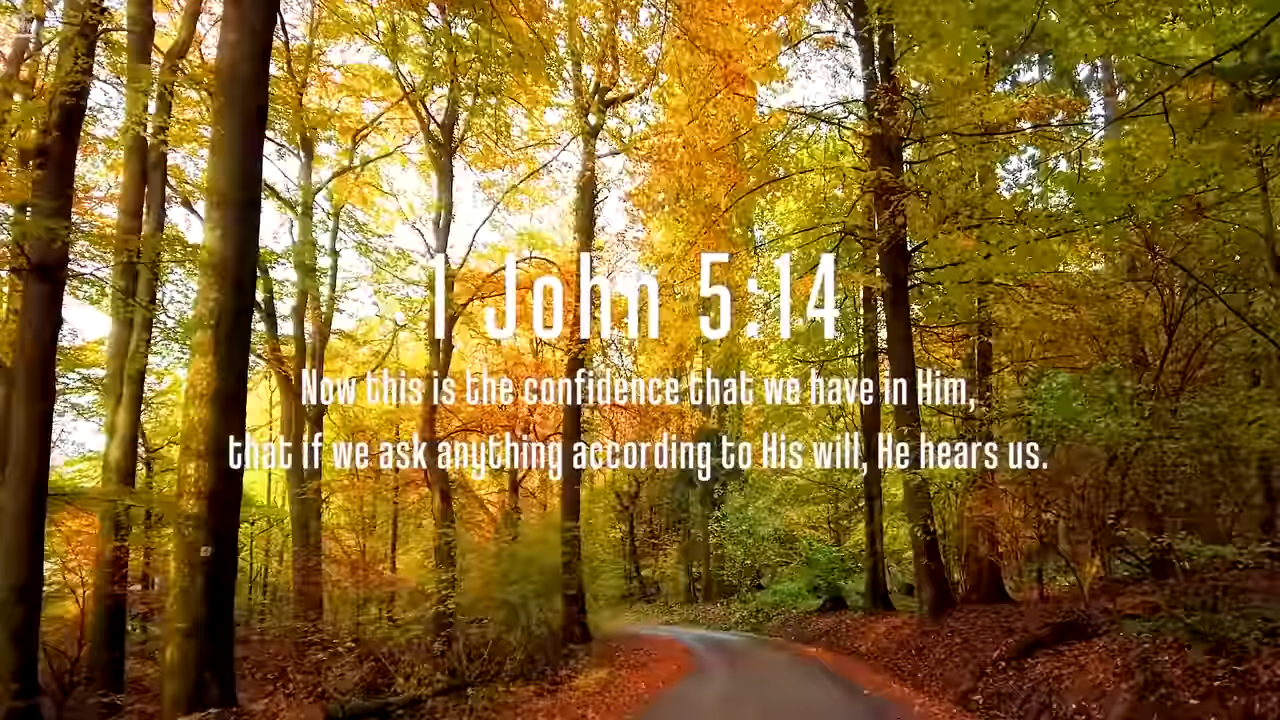 1 John 5:14
Now this is the confidence that we have in Him,
that if we ask anything according to His will, He hears us.